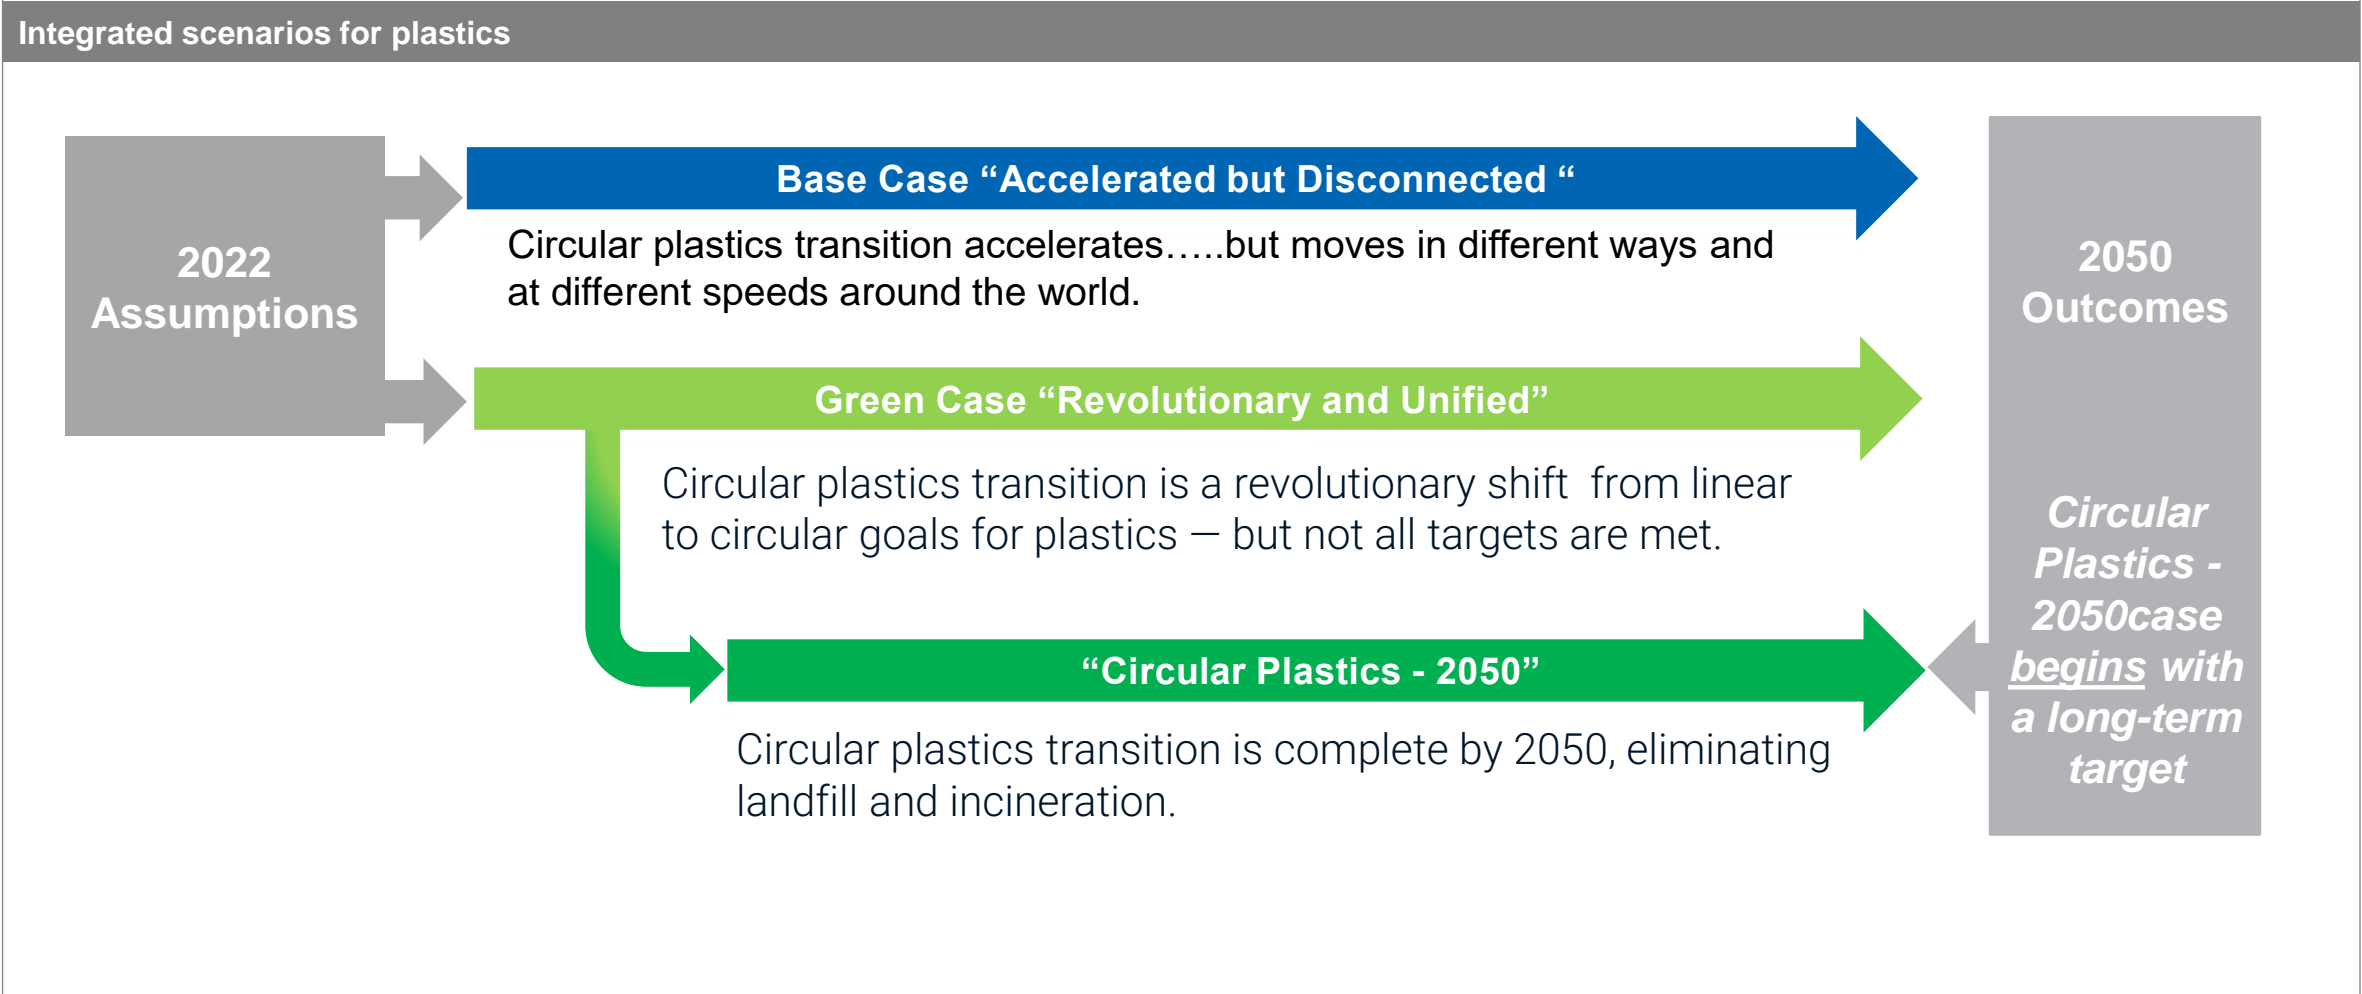 Integrated scenarios for plastics
2022
Assumptions
Base Case “Accelerated but Disconnected “
Circular plastics transition accelerates…..but moves in different ways and
at different speeds around the world.
Green Case “Revolutionary and Unified”
Circular plastics transition is a revolutionary shift  from linear
to circular goals for plastics — but not all targets are met.
“Circular Plastics - 2050”
Circular plastics transition is complete by 2050, eliminating
landfill and incineration.
2050
Outcomes
Circular
Plastics -
2050case
begins with
a long-term
target